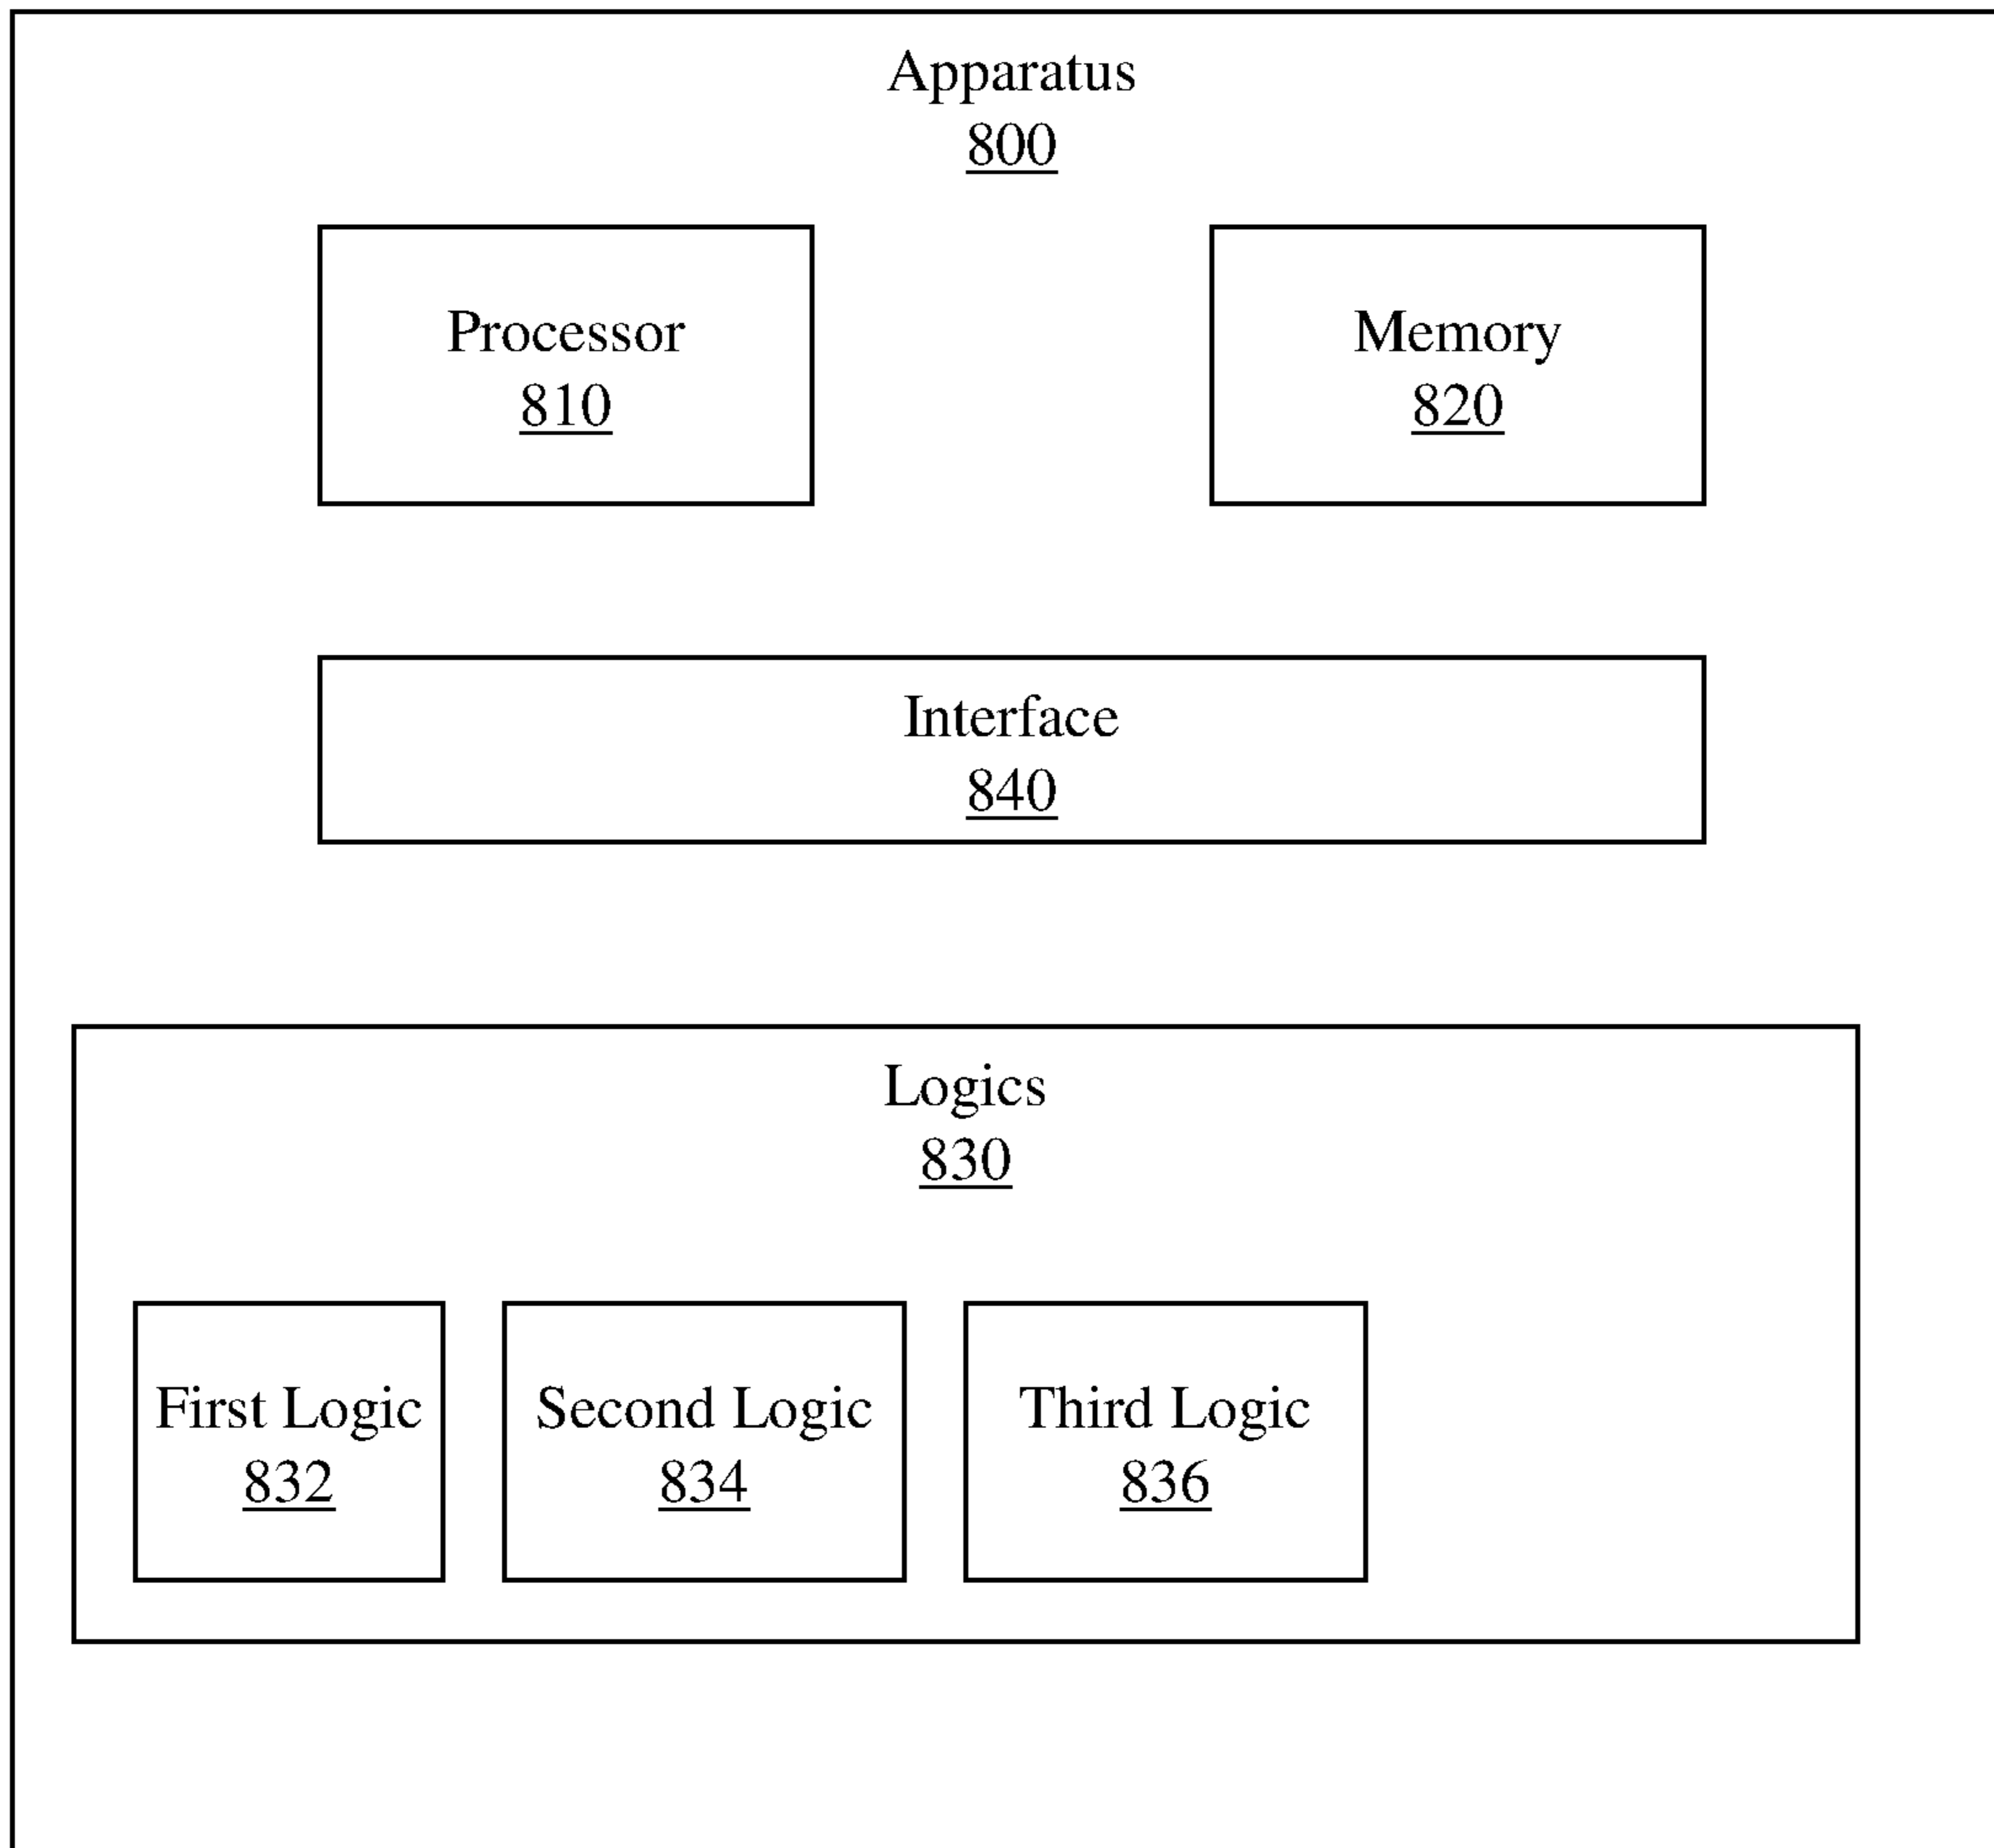 Apparatus
800
Processor
810
Memory
820
Interface
840
Logics
830
First Logic
832
Second Logic
834
Third Logic
836